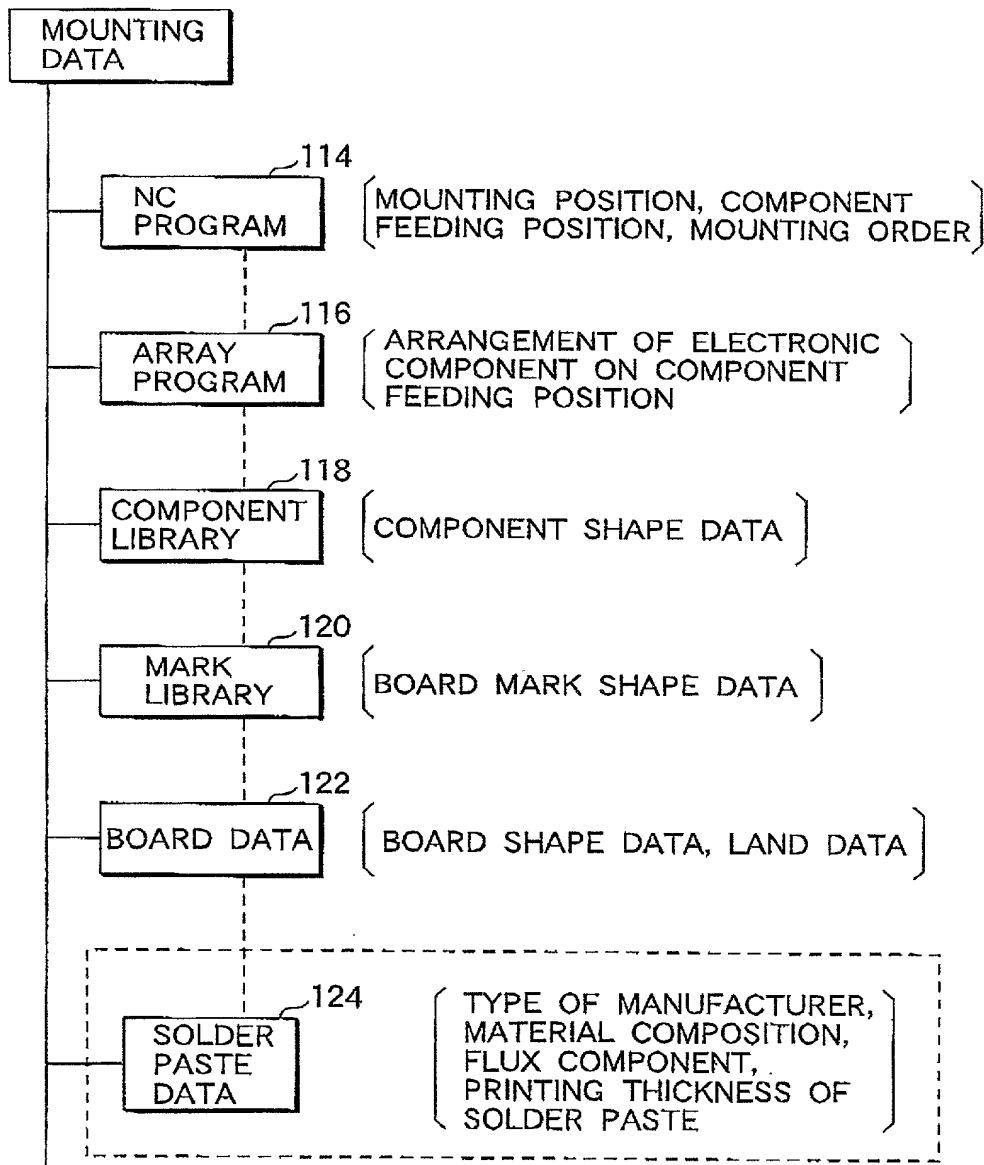 MOUNTING
DATA
114
NC
PROGRAM
MOUNTING POSITION, COMPONENT
FEEDING POSITION, MOUNTING ORDER
116
ARRAY
PROGRAM
ARRANGEMENT OF ELECTRONIC
COMPONENT ON COMPONENT
FEEDING POSITION
118
COMPONENT
LIBRARY
COMPONENT SHAPE DATA
120
MARK
LIBRARY
BOARD MARK SHAPE DATA
122
BOARD DATA
BOARD SHAPE DATA, LAND DATA
124
SOLDER
PASTE
DATA
TYPE OF MANUFACTURER,
MATERIAL COMPOSITION,
FLUX COMPONENT,
PRINTING THICKNESS OF
SOLDER PASTE